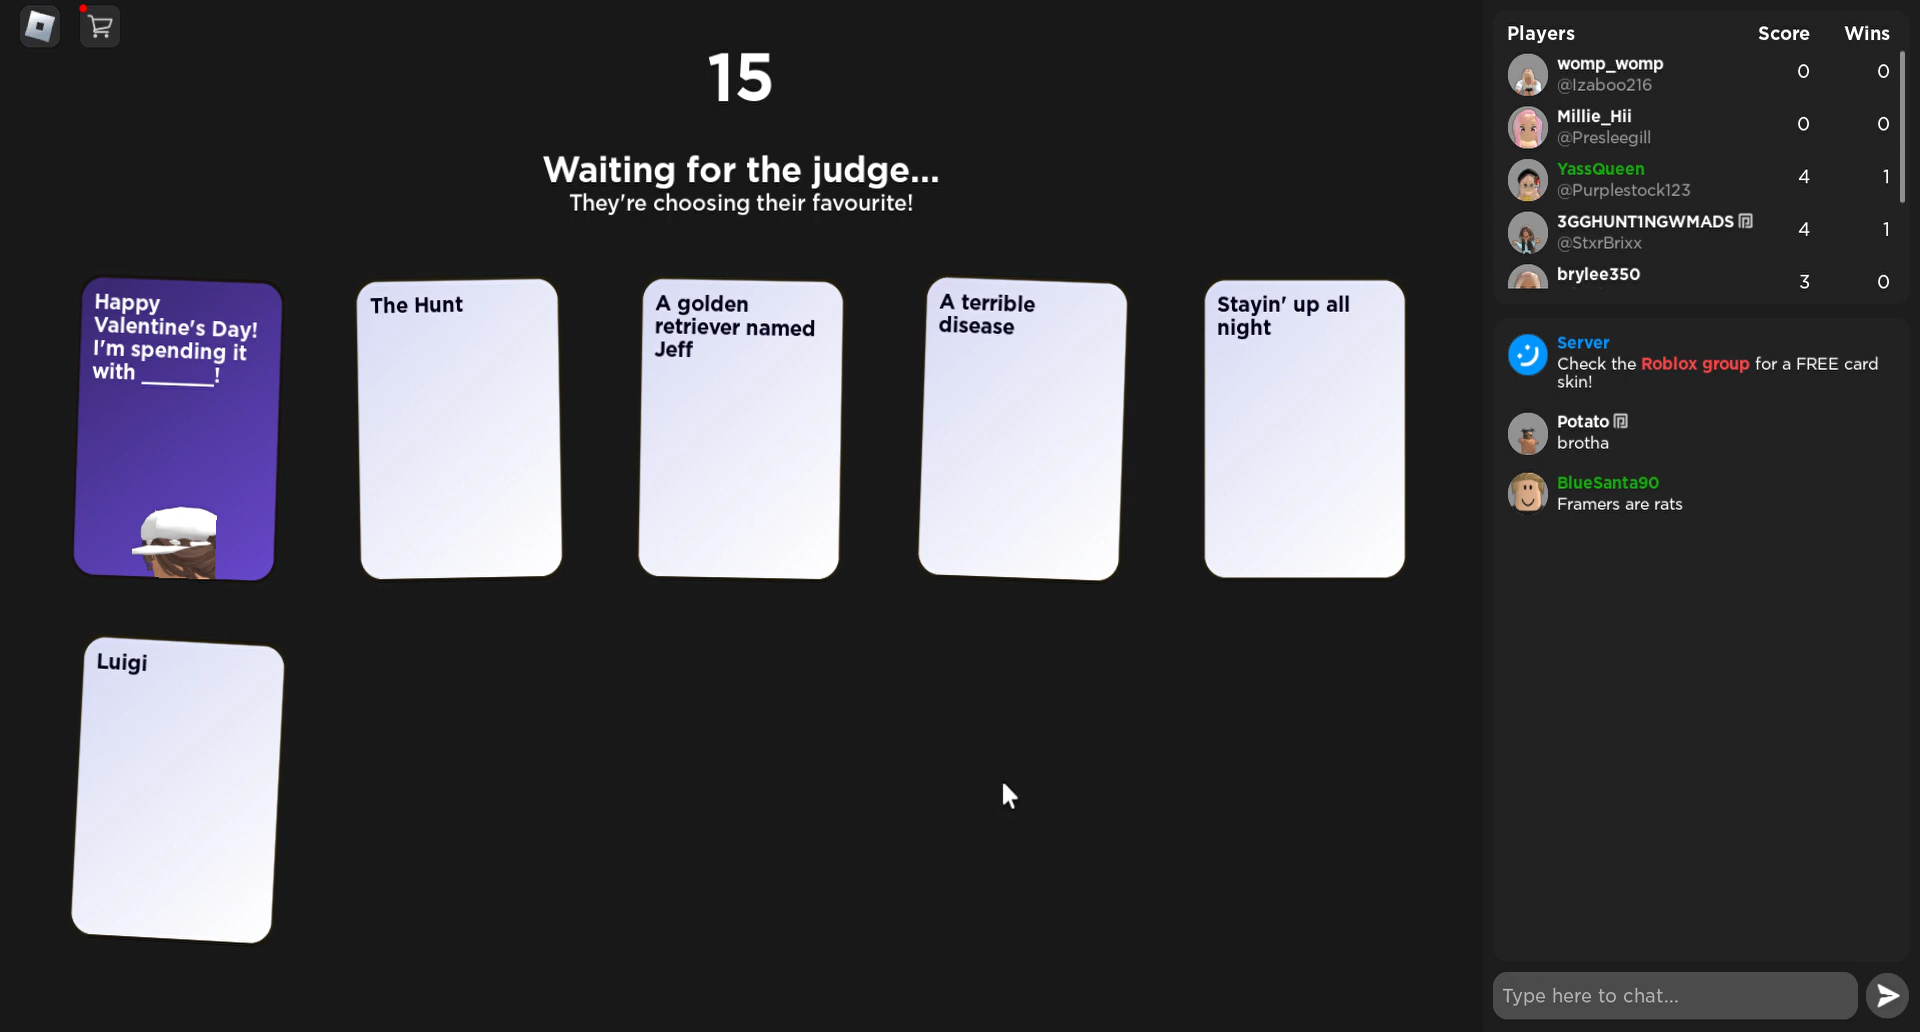 15
Waiting for the judge...
They're choosing their favourite!
Happy
Valentine's Day!
I'm spending it
with ______!
The Hunt
A golden
retriever named
Jeff
A terrible
disease
Stayin' up all
night
Luigi
Players Score Wins
womp_womp 0 0
@Izaboo216
Millie_Hii 0 0
@Presleegill
YassQueen 4 1
@Purplestock123
3GGHUNT1NGWMADS 4 1
@StxrBrixx
brylee350 3 0
Server
Check the Roblox group for a FREE card
skin!
Potato
brotha
BlueSanta90
Framers are rats
Type here to chat...